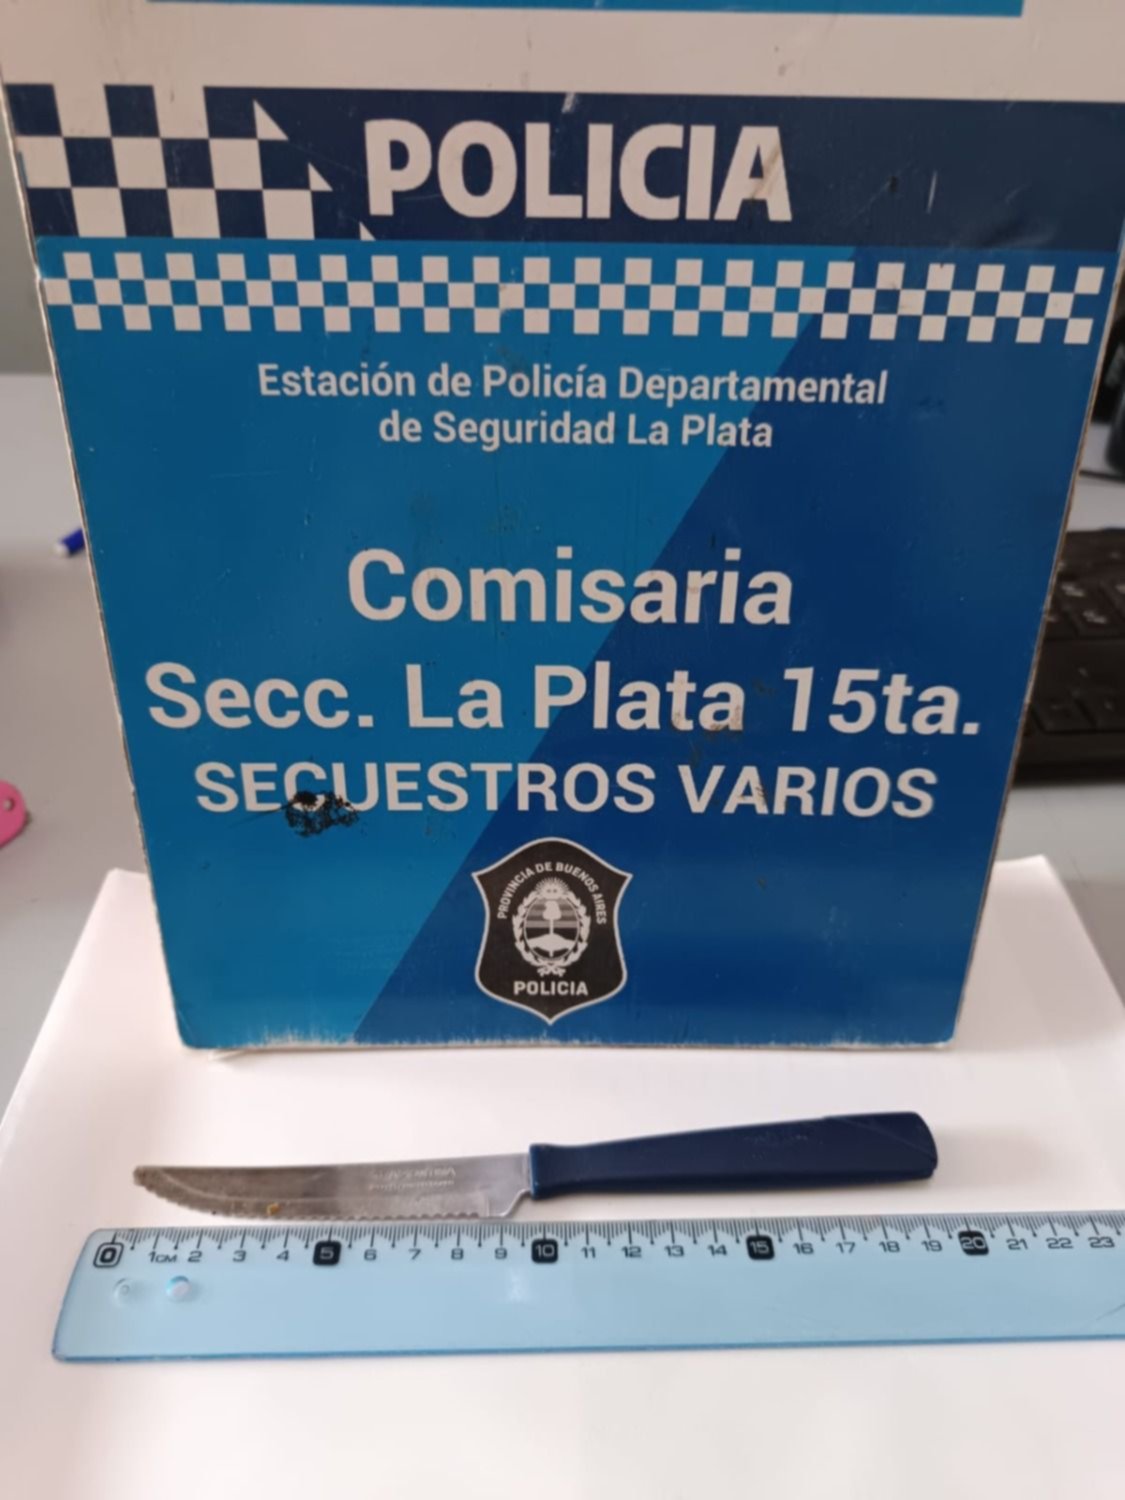 POLICIA
Estación de Policía Departamental
de Seguridad La Plata
Comisaria
Secc. La Plata 15ta.
SECUESTROS VARIOS
PROVINCIA DE BUENOS AIRES
POLICIA
0 1CM 2 3 4 5 6 7 8 9 10 11 12 13 14 15 16 17 18 19 20 21 22 23